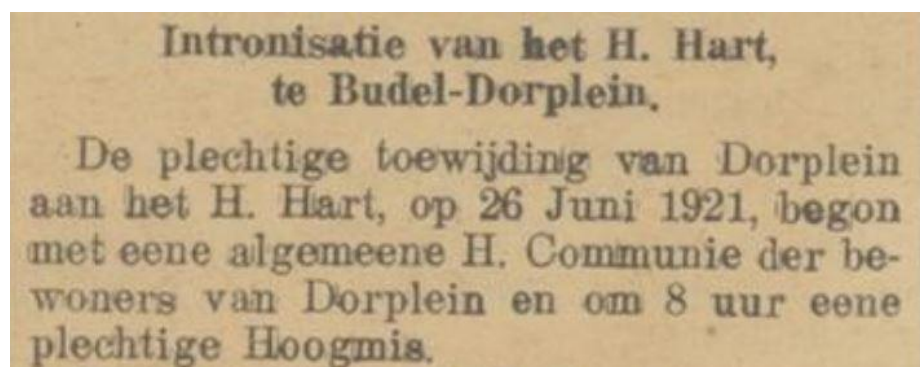 Intronisatie van het H. Hart,
te Budel-Dorplein.
De plechtige toewijding van Dorplein
aan het H. Hart, op 26 Juni 1921, begon
met eene algemeene H. Communie der be-
woners van Dorplein en om 8 uur eene
plechtige Hoogmis.